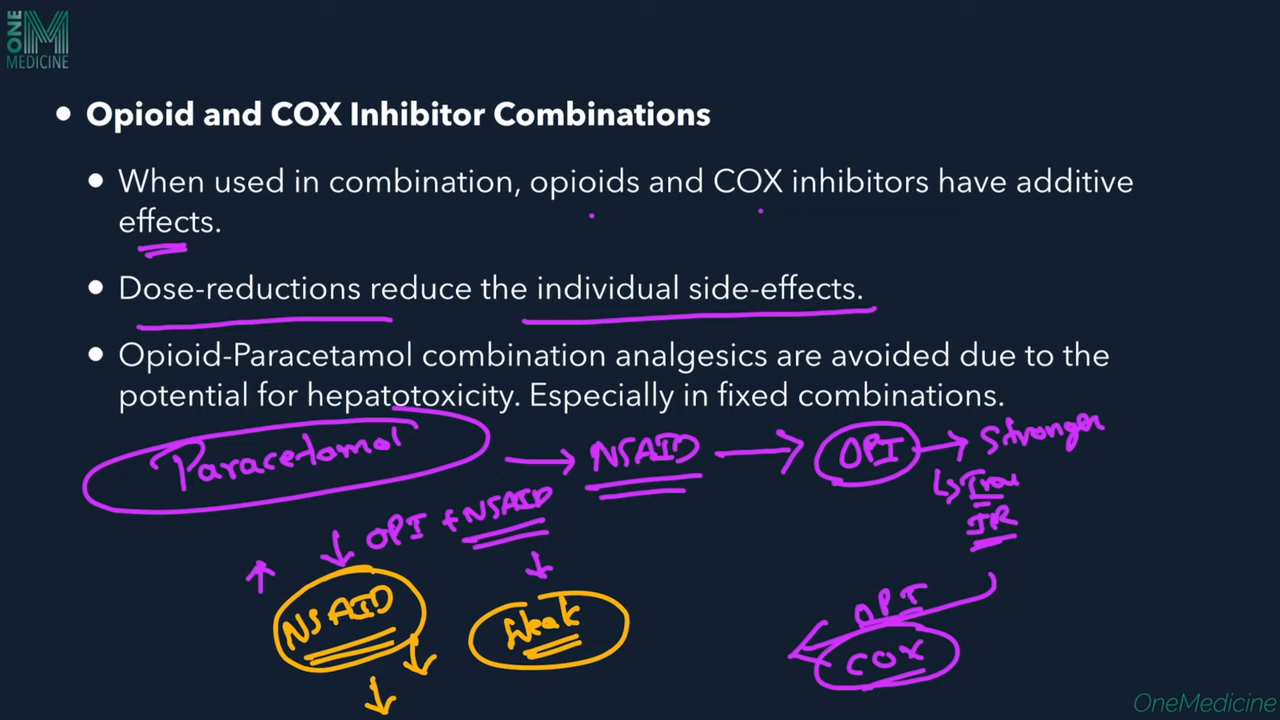 ONE
M
MEDICINE
• Opioid and COX Inhibitor Combinations
• When used in combination, opioids and COX inhibitors have additive
effects.
• Dose-reductions reduce the individual side-effects.
• Opioid-Paracetamol combination analgesics are avoided due to the
potential for hepatotoxicity. Especially in fixed combinations.
Paracetamol → NSAID → OPI → Stronger
↳ Tram
IR
↑ ↓ OPI + NSAID
↓
NSAID Weak
OPI
COX
OneMedicine